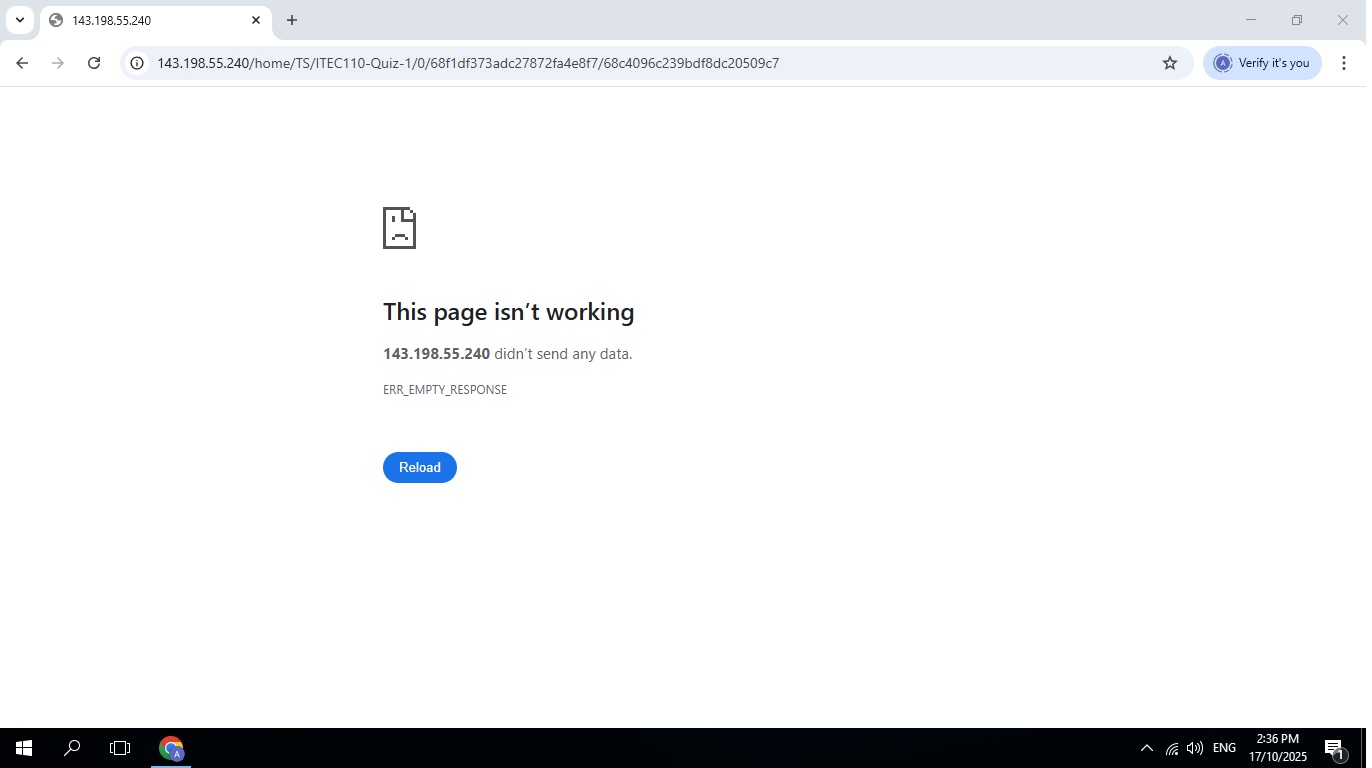 143.198.55.240
143.198.55.240/home/TS/ITEC110-Quiz-1/0/68f1df373adc27872fa4e8f7/68c4096c239bdf8dc20509c7
A
Verify it's you
This page isn’t working
143.198.55.240 didn’t send any data.
ERR_EMPTY_RESPONSE
Reload
A
ENG
2:36 PM
17/10/2025
1